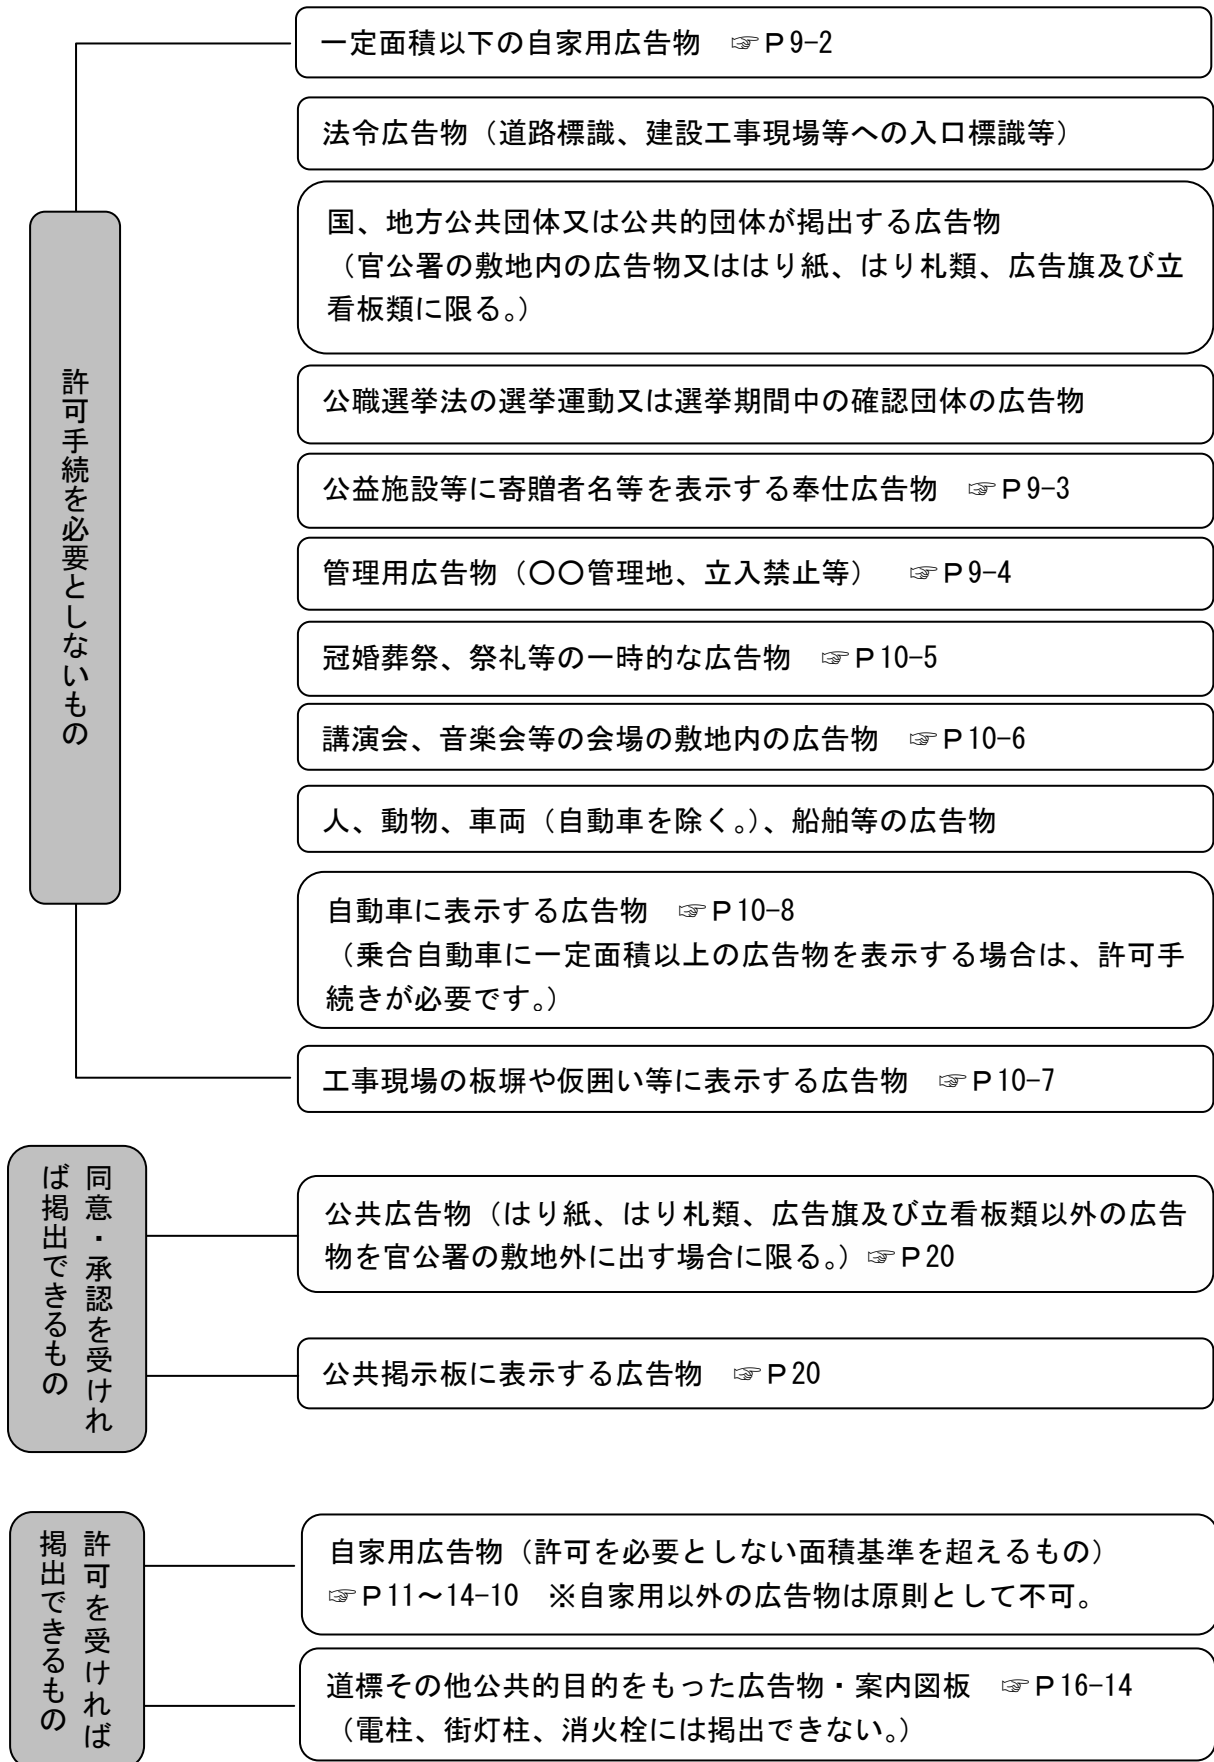 許可手続を必要としないもの
一定面積以下の自家用広告物　☞Ｐ9-2
法令広告物（道路標識、建設工事現場等への入口標識等）
国、地方公共団体又は公共的団体が掲出する広告物
（官公署の敷地内の広告物又ははり紙、はり札類、広告旗及び立
看板類に限る。）
公職選挙法の選挙運動又は選挙期間中の確認団体の広告物
公益施設等に寄贈者名等を表示する奉仕広告物　☞Ｐ9-3
管理用広告物（〇〇管理地、立入禁止等）　☞Ｐ9-4
冠婚葬祭、祭礼等の一時的な広告物　☞Ｐ10-5
講演会、音楽会等の会場の敷地内の広告物　☞Ｐ10-6
人、動物、車両（自動車を除く。）、船舶等の広告物
自動車に表示する広告物　☞Ｐ10-8
（乗合自動車に一定面積以上の広告物を表示する場合は、許可手
続きが必要です。）
工事現場の板塀や仮囲い等に表示する広告物　☞Ｐ10-7
同意・承認を受けれ
ば掲出できるもの
公共広告物（はり紙、はり札類、広告旗及び立看板類以外の広告
物を官公署の敷地外に出す場合に限る。）☞Ｐ20
公共掲示板に表示する広告物　☞Ｐ20
許可を受ければ
掲出できるもの
自家用広告物（許可を必要としない面積基準を超えるもの）
☞Ｐ11～14-10　※自家用以外の広告物は原則として不可。
道標その他公共的目的をもった広告物・案内図板　☞Ｐ16-14
（電柱、街灯柱、消火栓には掲出できない。）